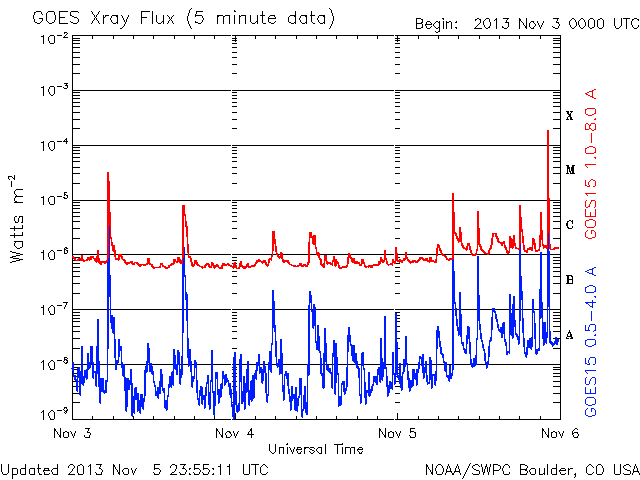 GOES Xray Flux (5 minute data)
Begin: 2013 Nov 3 0000 UTC
10-2
10-3
10-4
10-5
10-6
10-7
10-8
10-9
Watts m-2
X
M
C
B
A
GOES15 1.0-8.0 A
GOES15 0.5-4.0 A
Nov 3
Nov 4
Nov 5
Nov 6
Universal Time
Updated 2013 Nov 5 23:55:11 UTC
NOAA/SWPC Boulder, CO USA